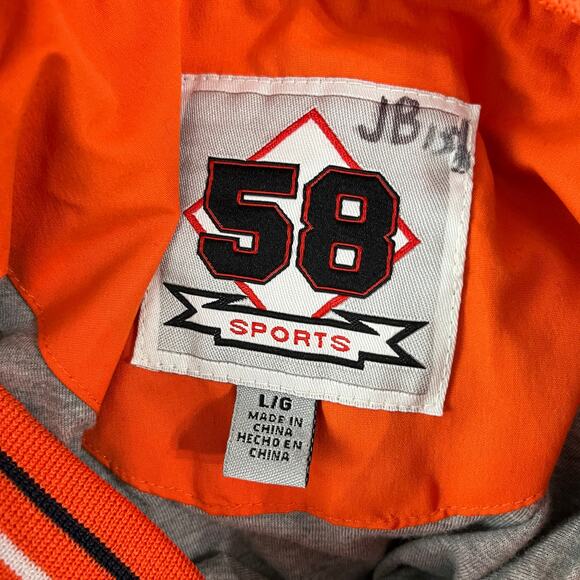 JB
58
SPORTS
L/G
MADE IN
CHINA
HECHO EN
CHINA